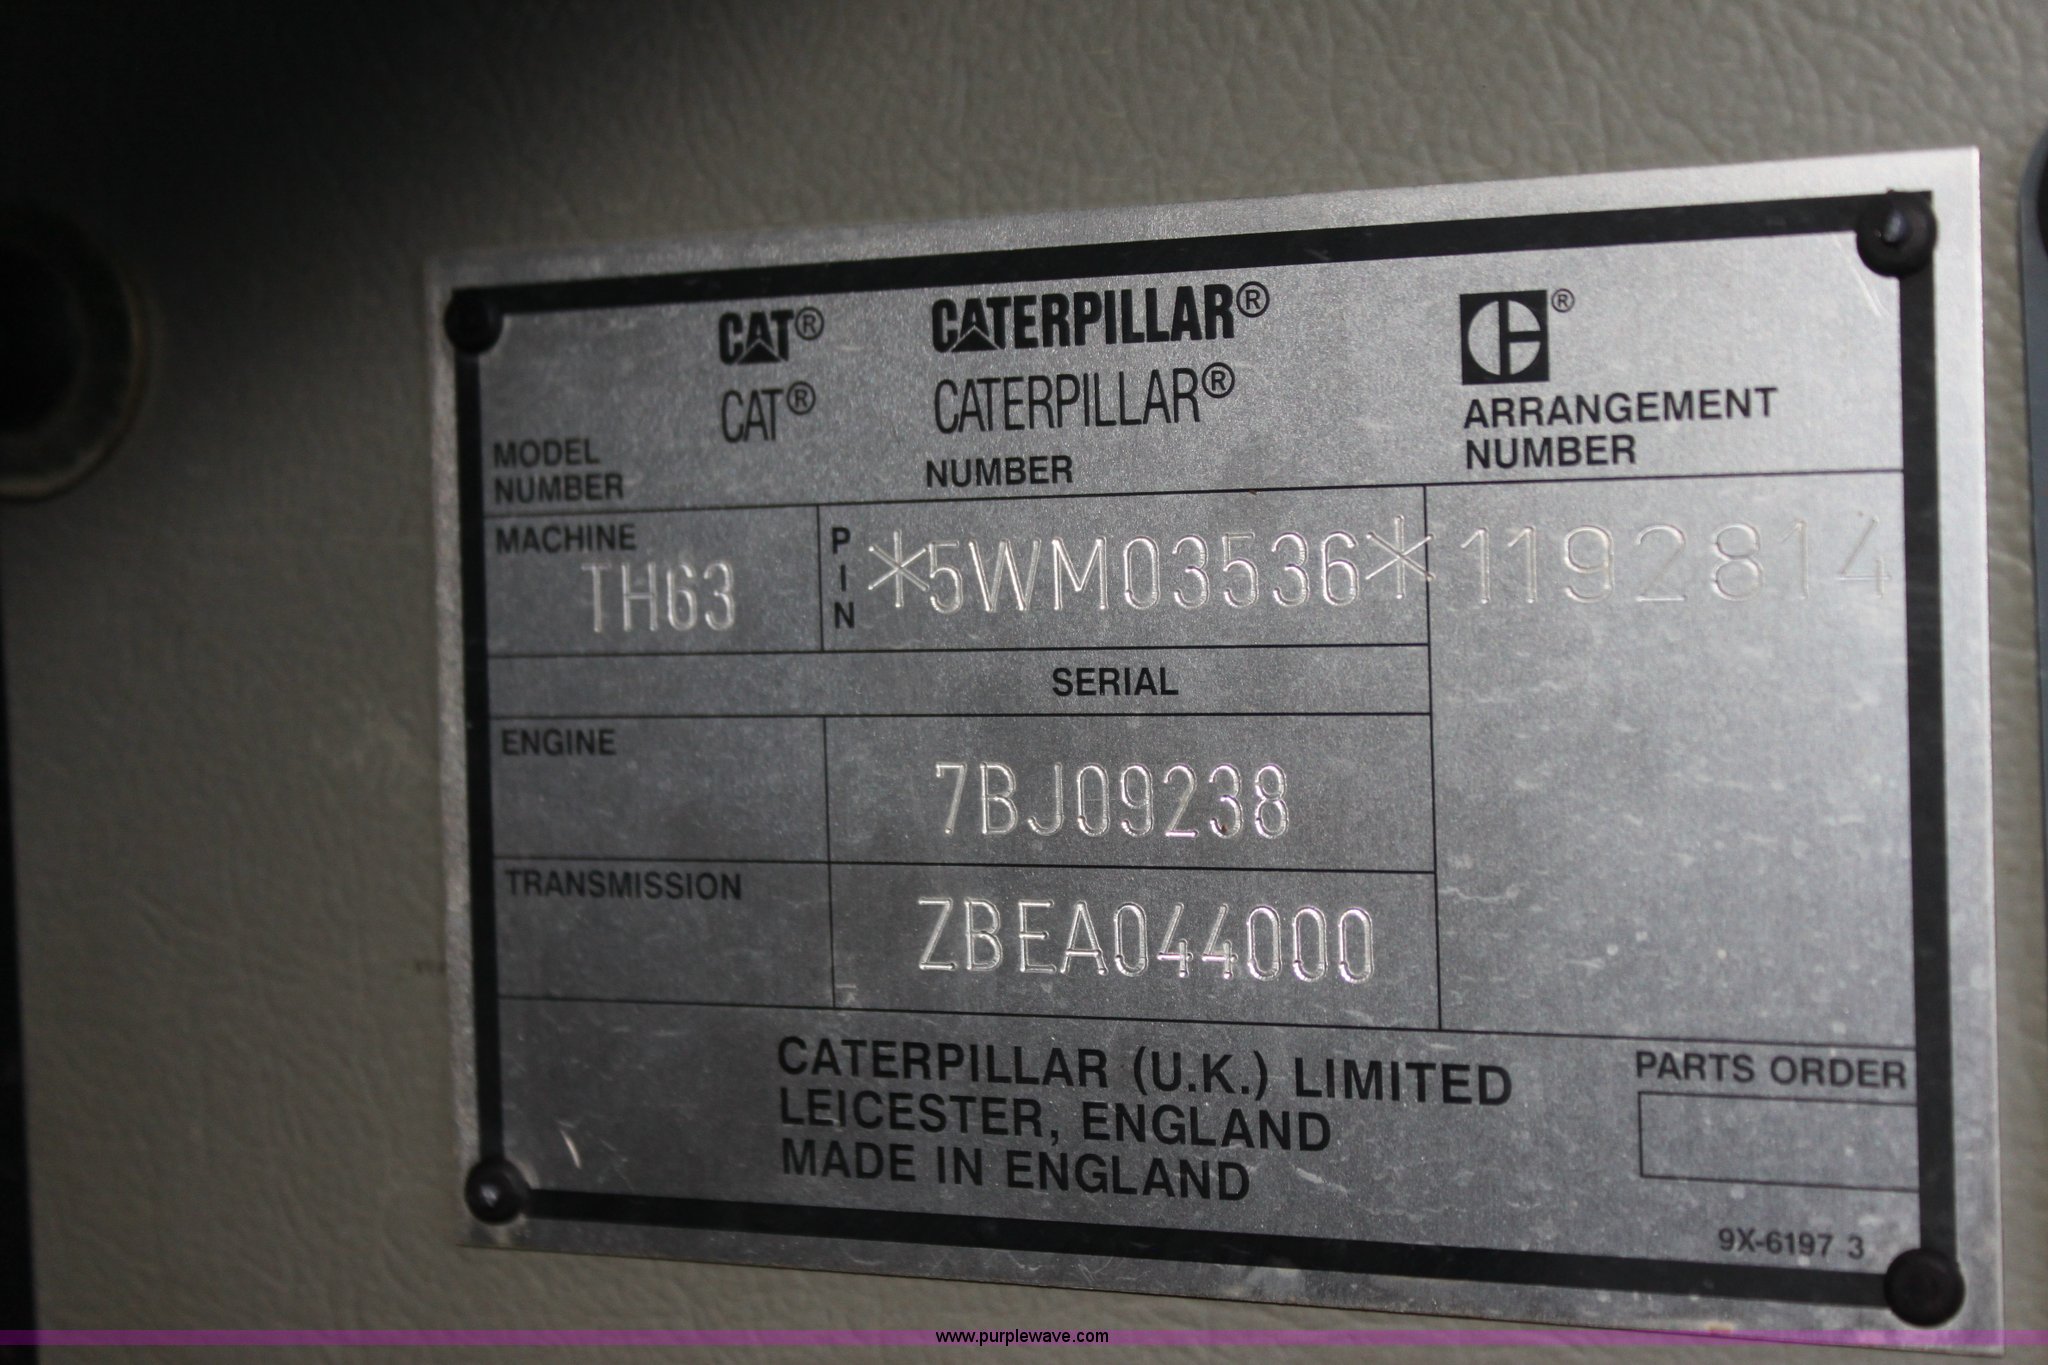 CAT® CATERPILLAR®
CAT® CATERPILLAR®
MODEL
NUMBER
NUMBER
ARRANGEMENT
NUMBER
MACHINE
TH63
PIN
*5WM03536*
1192814
SERIAL
ENGINE
7BJ09238
TRANSMISSION
ZBEA044000
CATERPILLAR (U.K.) LIMITED
LEICESTER, ENGLAND
MADE IN ENGLAND
PARTS ORDER
9X-6197 3
www.purplewave.com